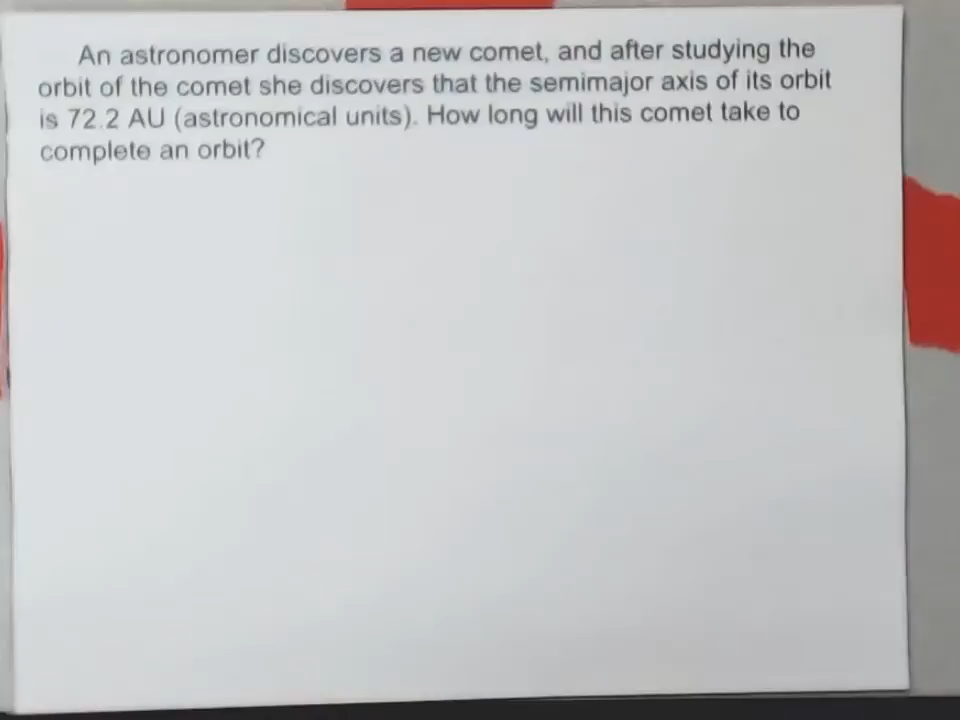 An astronomer discovers a new comet, and after studying the
orbit of the comet she discovers that the semimajor axis of its orbit
is 72.2 AU (astronomical units). How long will this comet take to
complete an orbit?